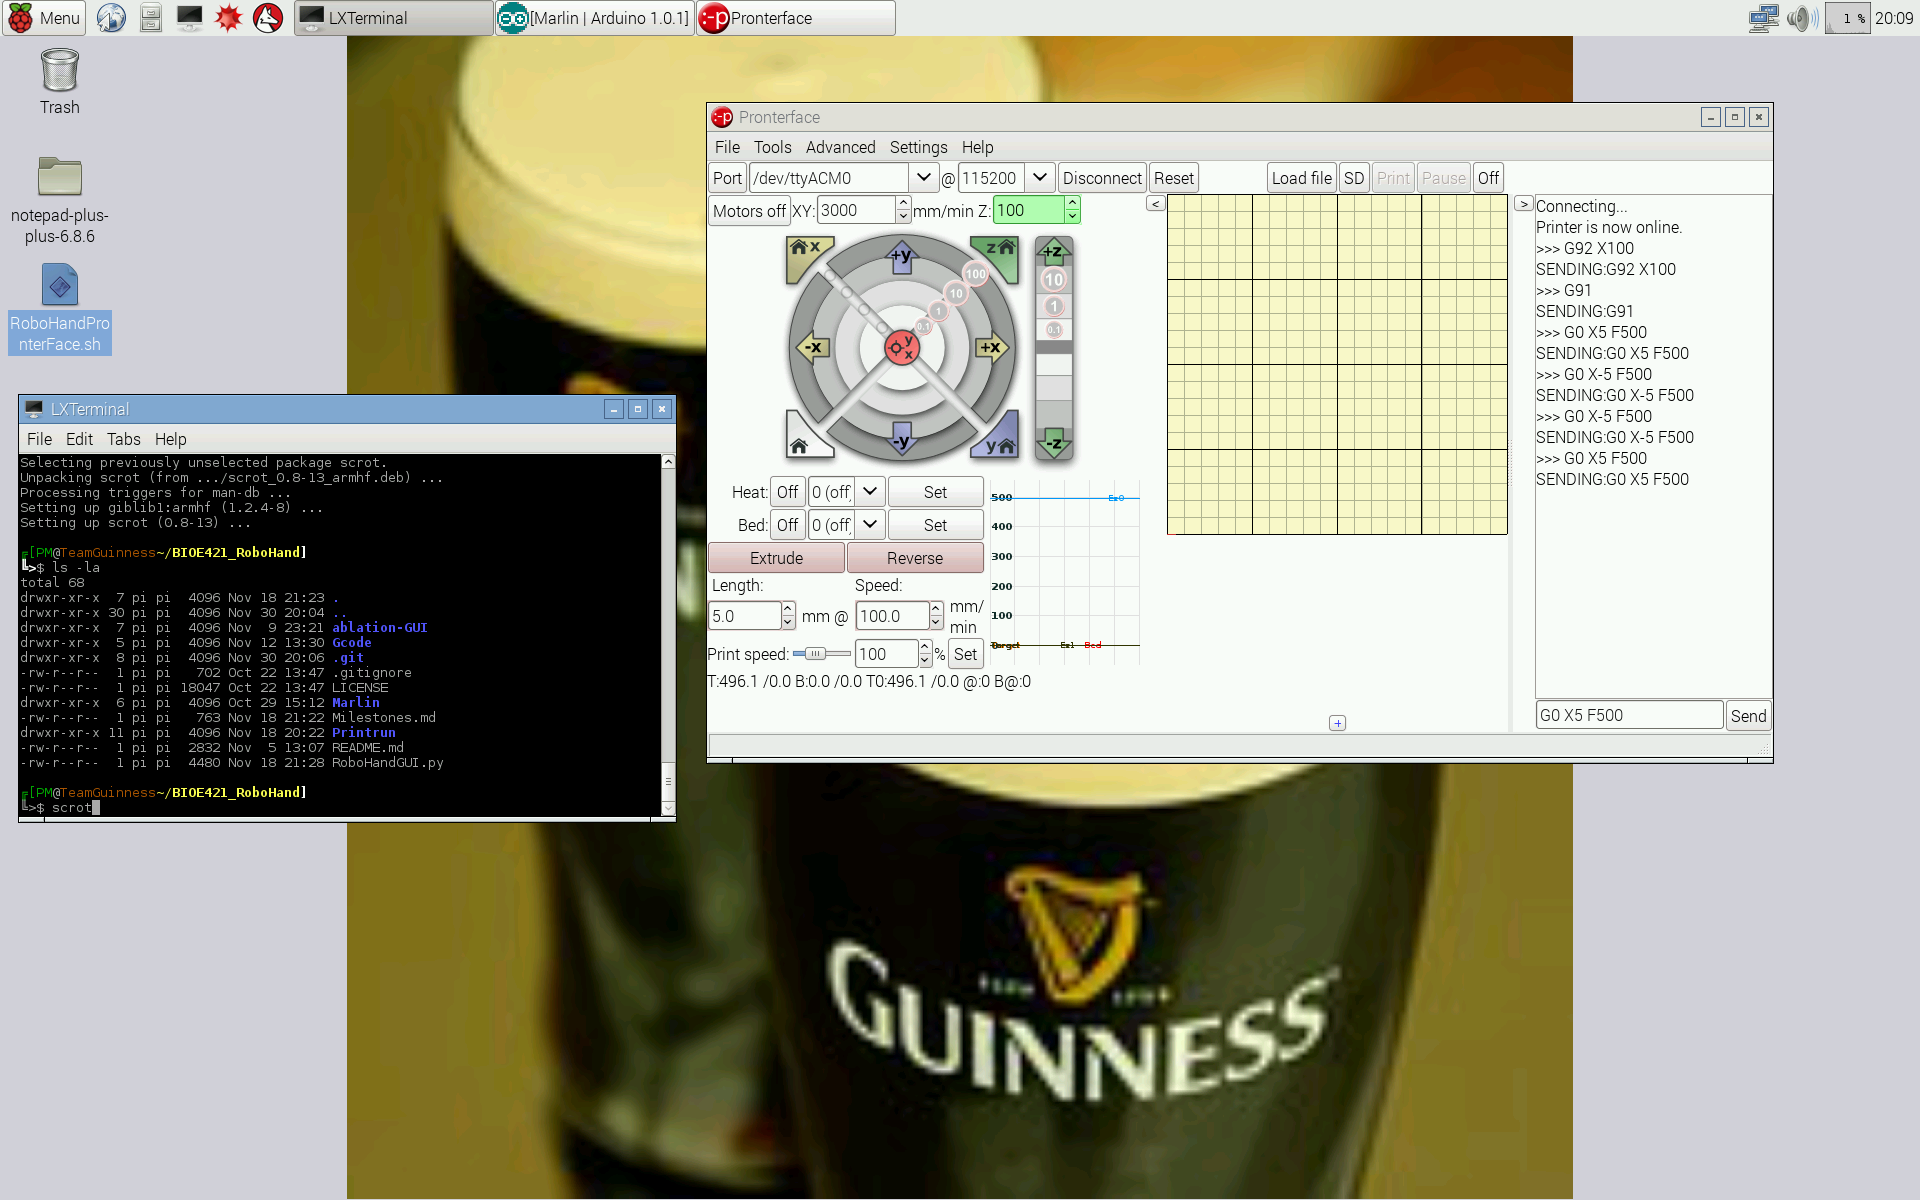 Menu
LXTerminal
[Marlin | Arduino 1.0.1]
Pronterface
1 %
20:09
Trash
notepad-plus-
plus-6.8.6
RoboHandPro
nterFace.sh
LXTerminal
File Edit Tabs Help
Selecting previously unselected package scrot.
Unpacking scrot (from .../scrot_0.8-13_armhf.deb) ...
Processing triggers for man-db ...
Setting up giblib1:armhf (1.2.4-8) ...
Setting up scrot (0.8-13) ...
╔[PM@TeamGuinness~/BIOE421_RoboHand]
╚>$ ls -la
total 68
drwxr-xr-x  7 pi pi  4096 Nov 18 21:23 .
drwxr-xr-x 30 pi pi  4096 Nov 30 20:04 ..
drwxr-xr-x  7 pi pi  4096 Nov  9 23:21 ablation-GUI
drwxr-xr-x  5 pi pi  4096 Nov 12 13:30 Gcode
drwxr-xr-x  8 pi pi  4096 Nov 30 20:06 .git
-rw-r--r--  1 pi pi   702 Oct 22 13:47 .gitignore
-rw-r--r--  1 pi pi 18047 Oct 22 13:47 LICENSE
drwxr-xr-x  6 pi pi  4096 Oct 29 15:12 Marlin
-rw-r--r--  1 pi pi   763 Nov 18 21:22 Milestones.md
drwxr-xr-x 11 pi pi  4096 Nov 18 20:22 Printrun
-rw-r--r--  1 pi pi  2832 Nov  5 13:07 README.md
-rw-r--r--  1 pi pi  4480 Nov 18 21:28 RoboHandGUI.py
╔[PM@TeamGuinness~/BIOE421_RoboHand]
╚>$ scrot
Pronterface
File Tools Advanced Settings Help
Port /dev/ttyACM0 @ 115200 Disconnect Reset Load file SD Print Pause Off
Motors off XY: 3000 mm/min Z: 100
x +y z
100
10
1
0.1
-x y x +x
-y y
+z
10
1
0.1
-z
Heat: Off 0 (off) Set
Bed: Off 0 (off) Set
Extrude Reverse
Length: Speed:
5.0 mm @ 100.0 mm/
min
Print speed: 100 % Set
T:496.1 /0.0 B:0.0 /0.0 T0:496.1 /0.0 @:0 B@:0
500 Ex0
400
300
200
100
Target Ex1 Bed
<
>
+
Connecting...
Printer is now online.
>>> G92 X100
SENDING:G92 X100
>>> G91
SENDING:G91
>>> G0 X5 F500
SENDING:G0 X5 F500
>>> G0 X-5 F500
SENDING:G0 X-5 F500
>>> G0 X-5 F500
SENDING:G0 X-5 F500
>>> G0 X5 F500
SENDING:G0 X5 F500
G0 X5 F500 Send
GUINNESS